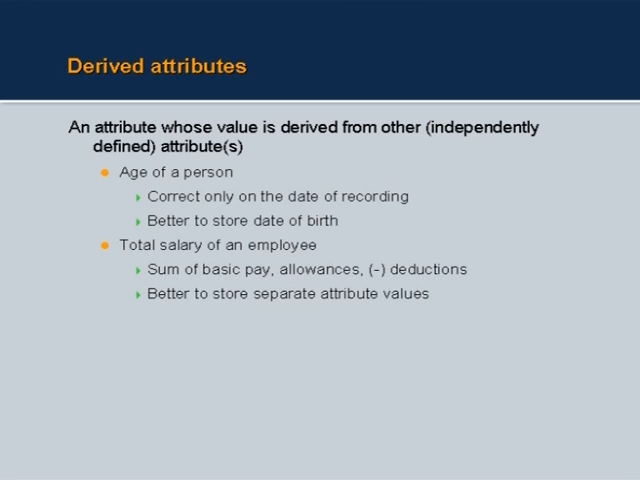 Derived attributes
An attribute whose value is derived from other (independently
defined) attribute(s)
Age of a person
Correct only on the date of recording
Better to store date of birth
Total salary of an employee
Sum of basic pay, allowances, (-) deductions
Better to store separate attribute values